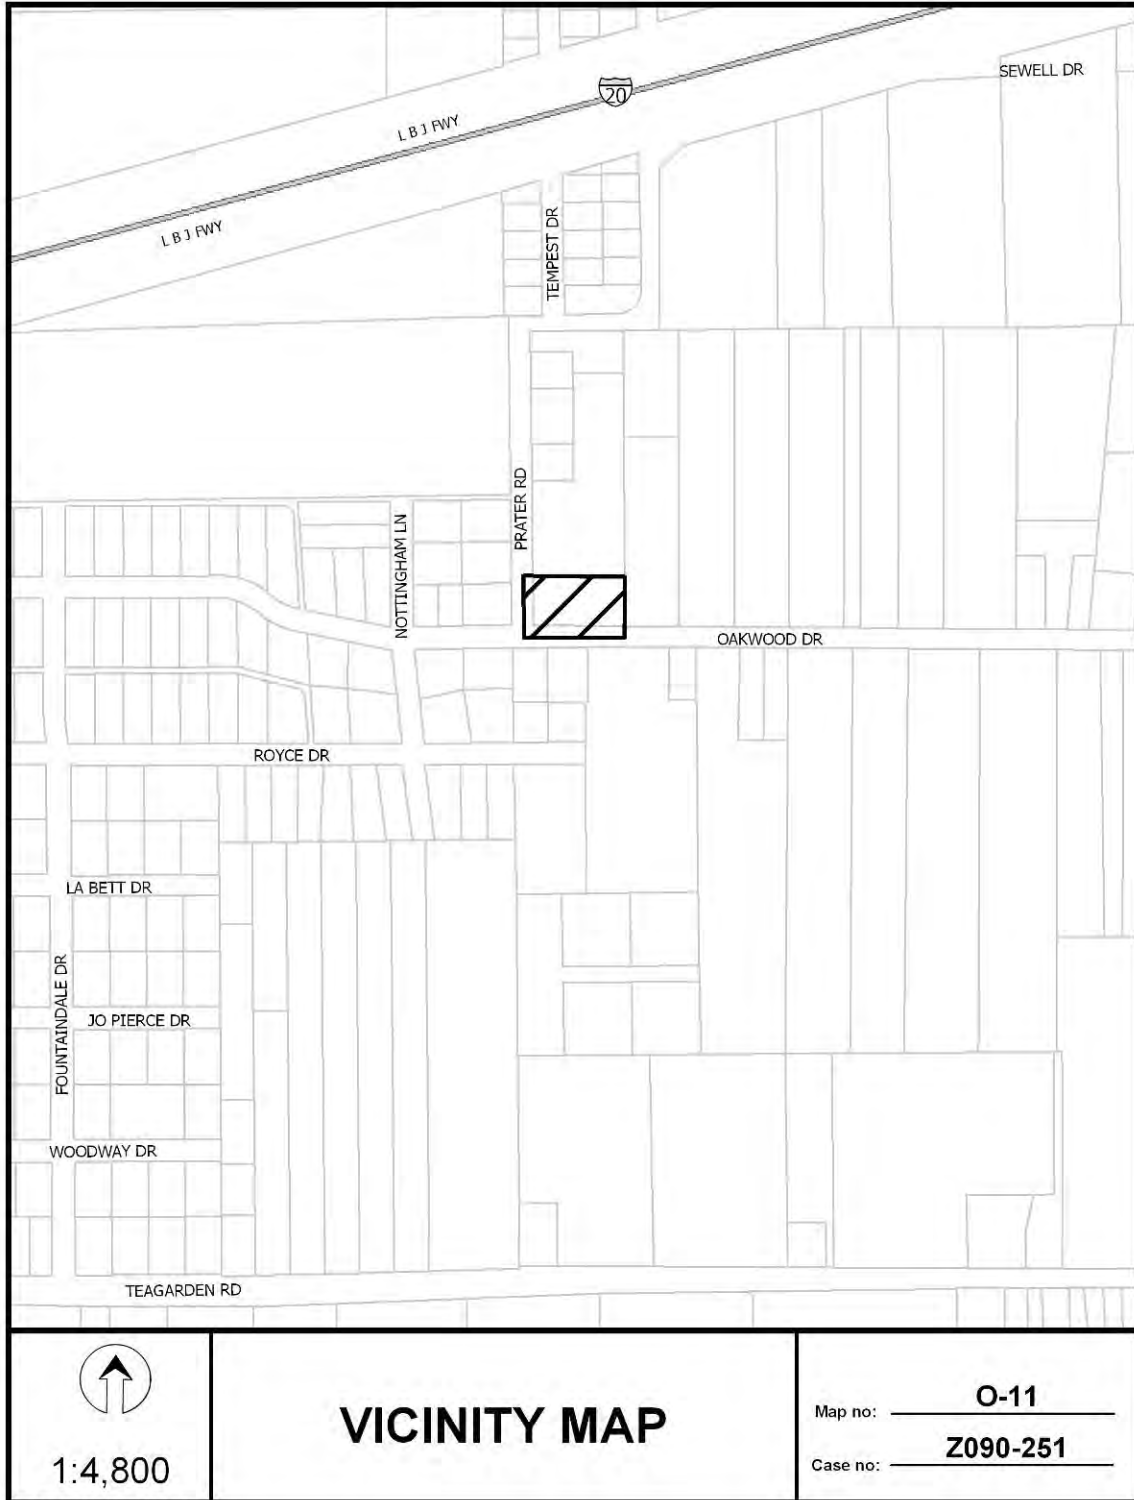 SEWELL DR
20
L B J FWY
L B J FWY
TEMPEST DR
PRATER RD
NOTTINGHAM LN
OAKWOOD DR
ROYCE DR
LA BETT DR
FOUNTAINDALE DR
JO PIERCE DR
WOODWAY DR
TEAGARDEN RD
1:4,800
VICINITY MAP
Map no: O-11
Case no: Z090-251